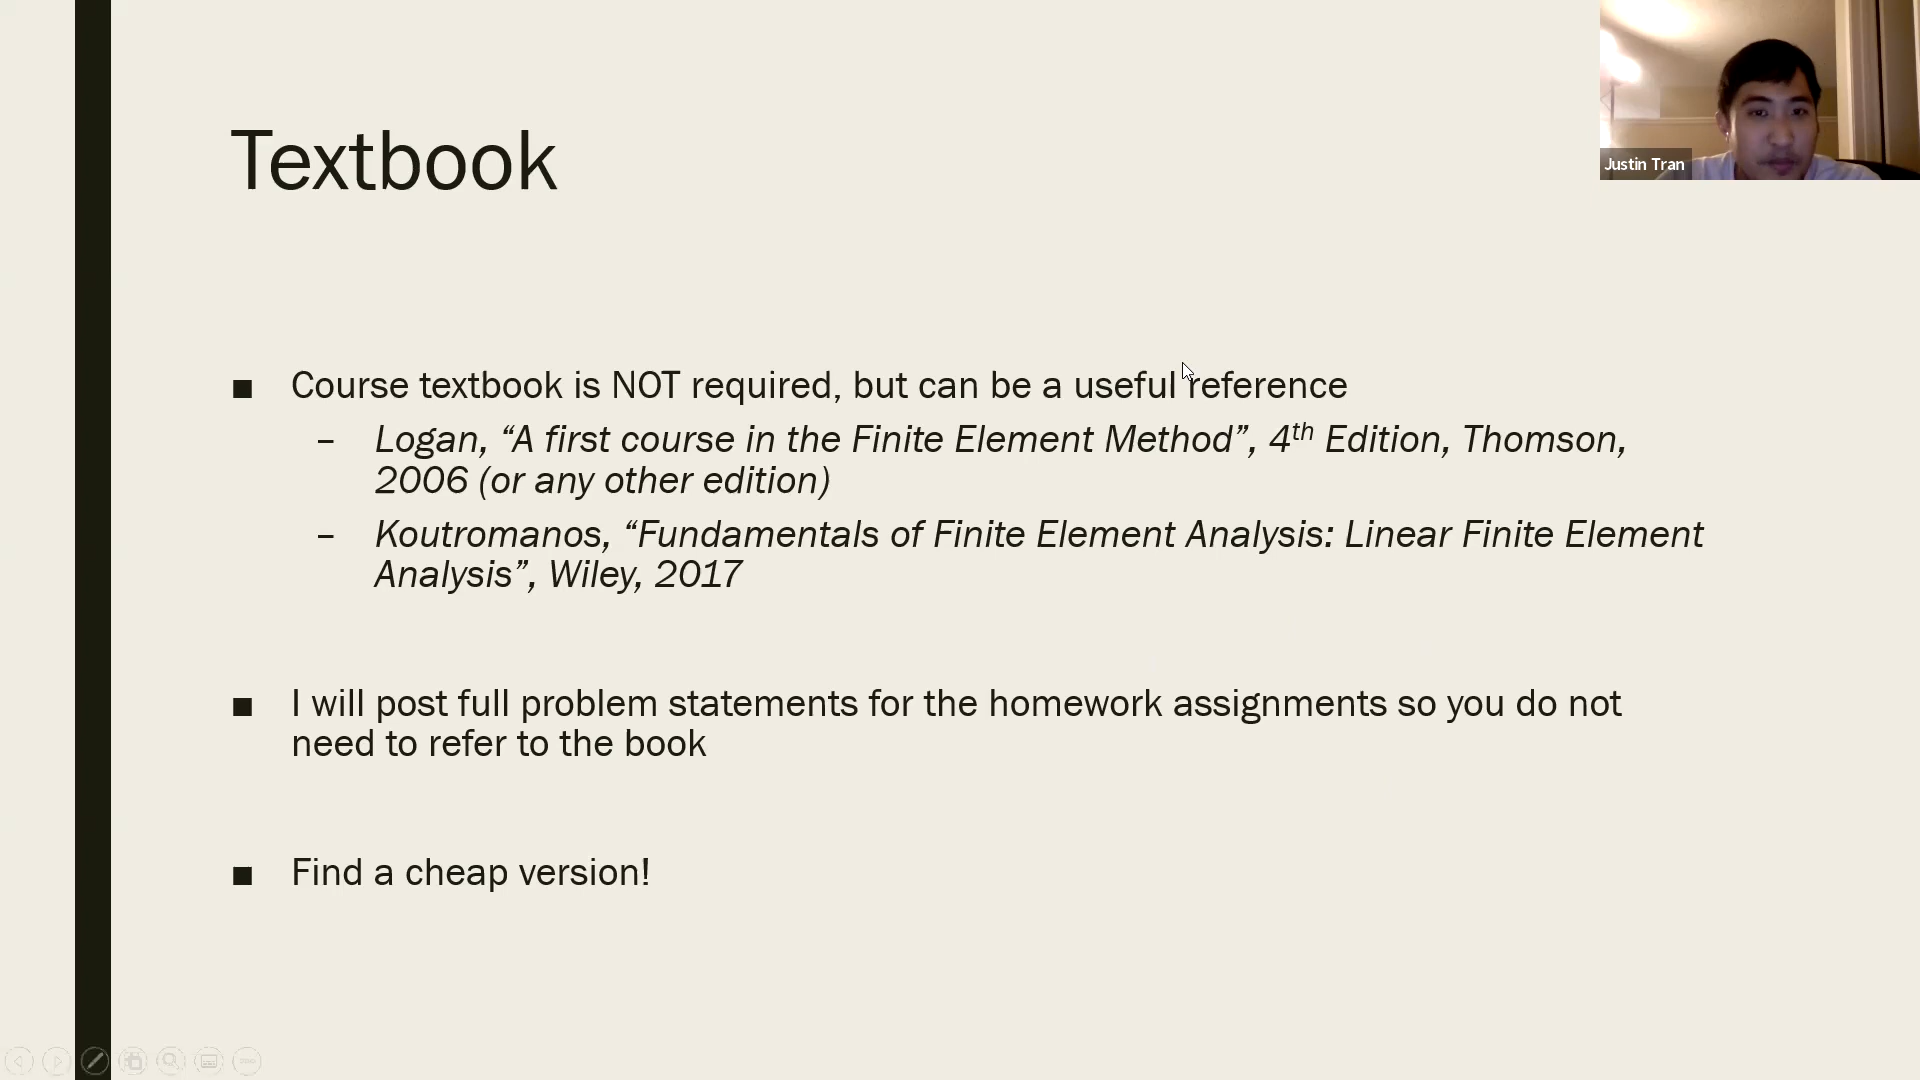 Textbook
Justin Tran
■ Course textbook is NOT required, but can be a useful reference
– Logan, “A first course in the Finite Element Method”, 4th Edition, Thomson,
2006 (or any other edition)
– Koutromanos, “Fundamentals of Finite Element Analysis: Linear Finite Element
Analysis”, Wiley, 2017
■ I will post full problem statements for the homework assignments so you do not
need to refer to the book
■ Find a cheap version!